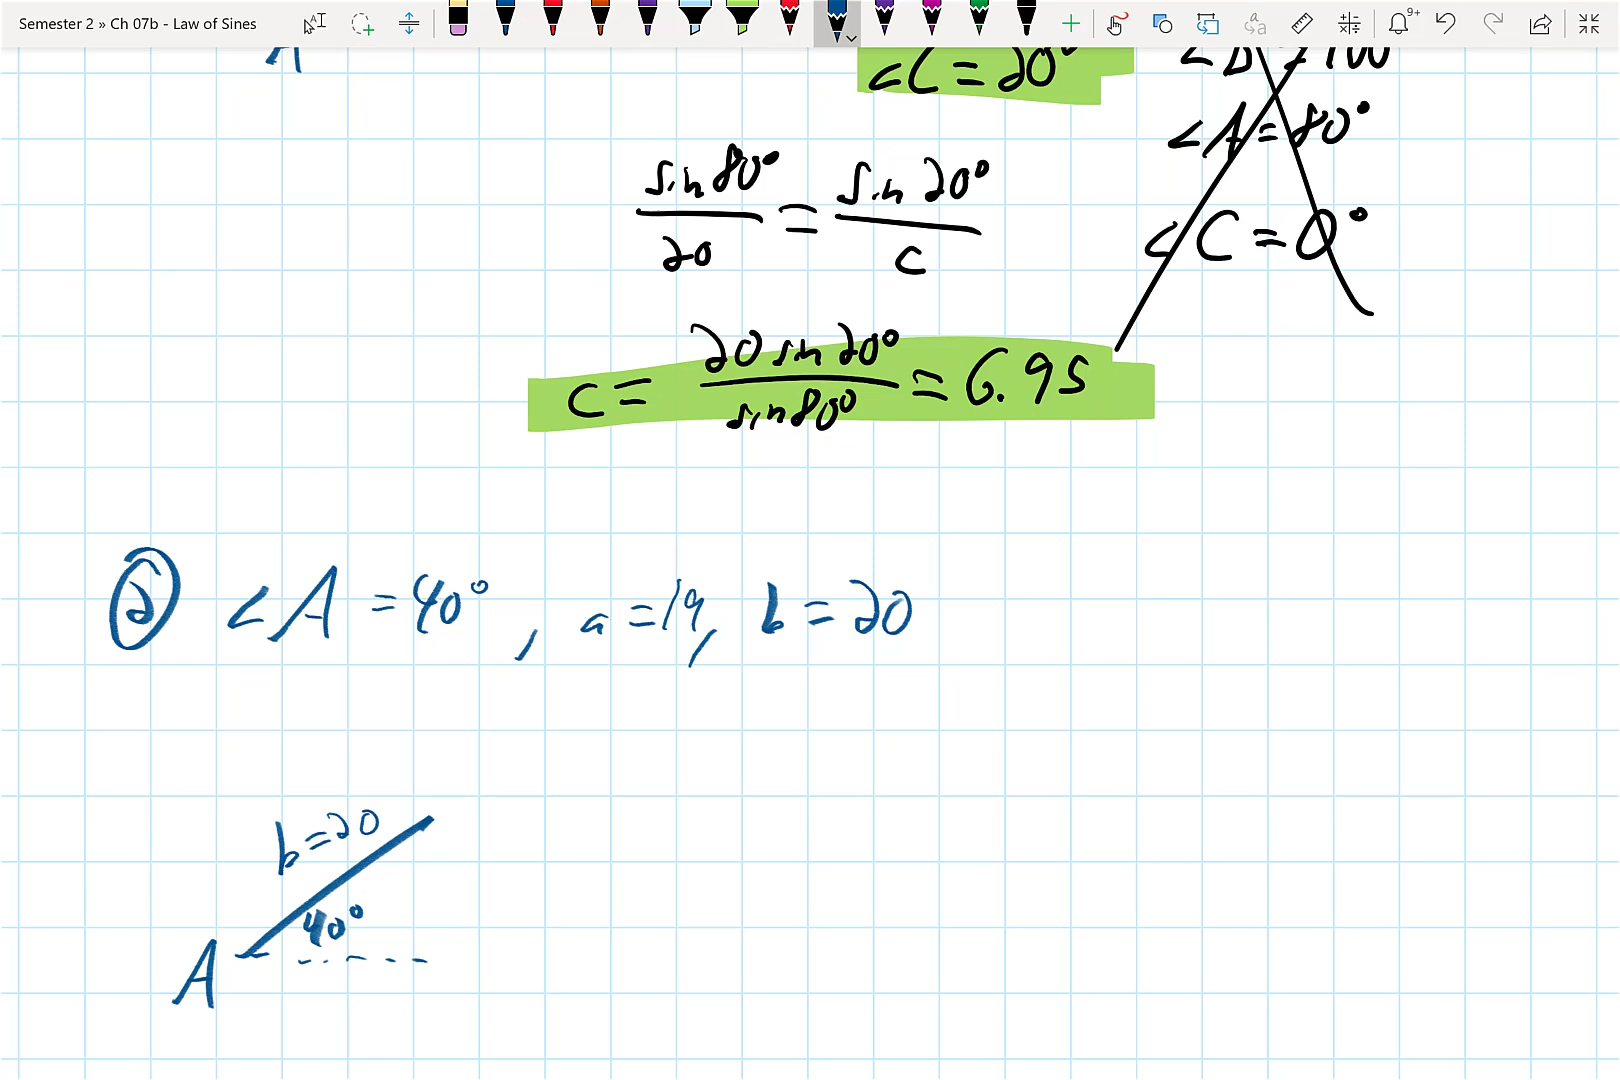 Semester 2 » Ch 07b - Law of Sines
9+
A
∠C = 20°
∠A = 80°
sin 80° / 20 = sin 20° / c
∠C = 0°
c = 20 sin 20° / sin 80° = 6.95
② ∠A = 40°, a = 19, b = 20
b = 20
40°
A